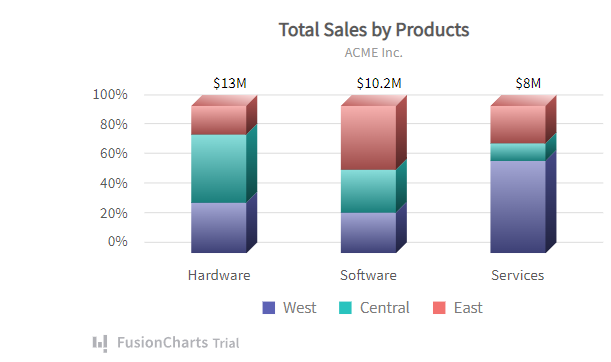 Total Sales by Products
ACME Inc.
$13M $10.2M $8M
100%
80%
60%
40%
20%
0%
Hardware Software Services
West Central East
FusionCharts Trial